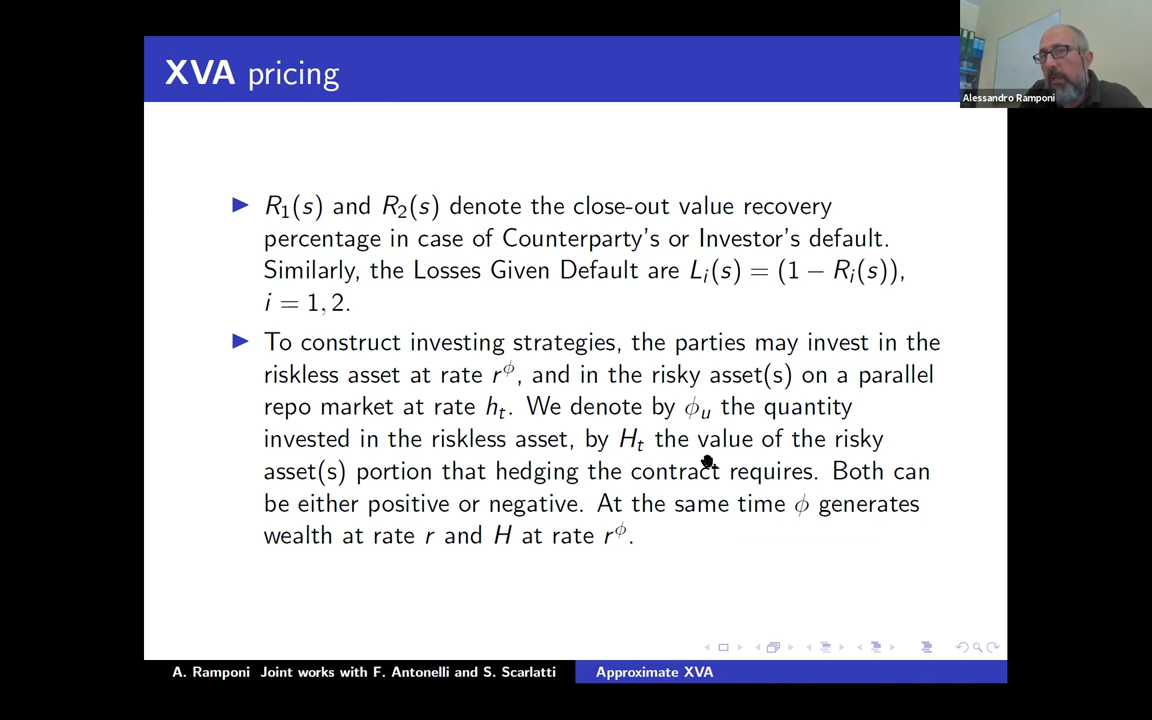 XVA pricing
Alessandro Ramponi
R₁(s) and R₂(s) denote the close-out value recovery
percentage in case of Counterparty's or Investor's default.
Similarly, the Losses Given Default are Lᵢ(s) = (1 − Rᵢ(s)),
i = 1, 2.
To construct investing strategies, the parties may invest in the
riskless asset at rate r^ϕ, and in the risky asset(s) on a parallel
repo market at rate hₜ. We denote by ϕᵤ the quantity
invested in the riskless asset, by Hₜ the value of the risky
asset(s) portion that hedging the contract requires. Both can
be either positive or negative. At the same time ϕ generates
wealth at rate r and H at rate r^ϕ.
A. Ramponi Joint works with F. Antonelli and S. Scarlatti
Approximate XVA